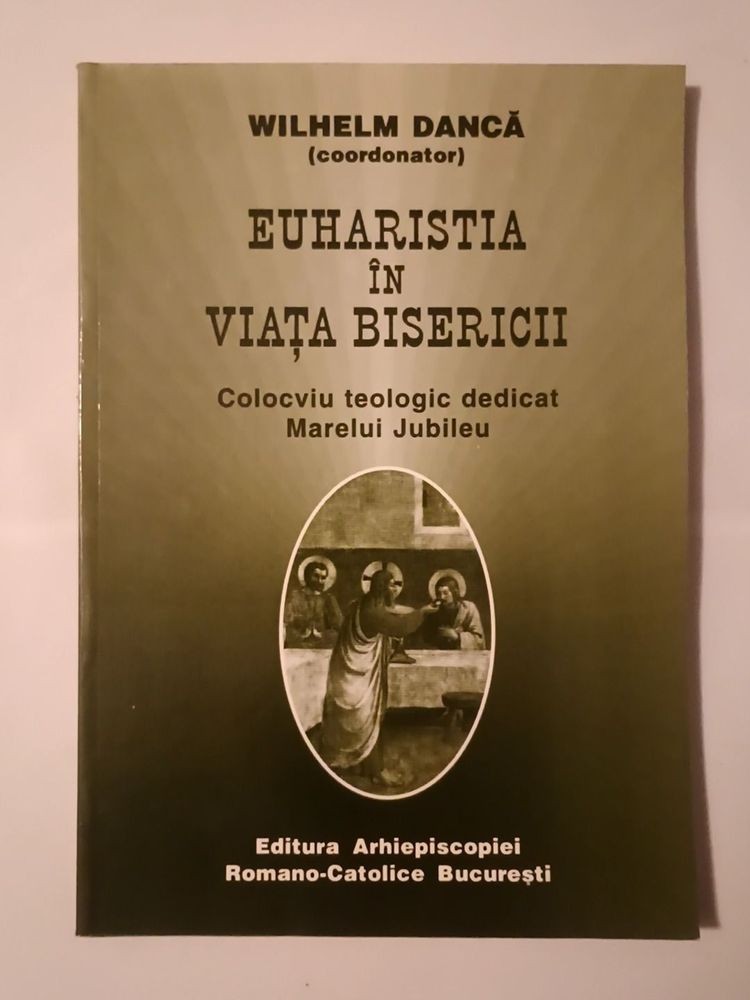 WILHELM DANCĂ
(coordonator)
EUHARISTIA
ÎN
VIAȚA BISERICII
Colocviu teologic dedicat
Marelui Jubileu
Editura Arhiepiscopiei
Romano-Catolice București